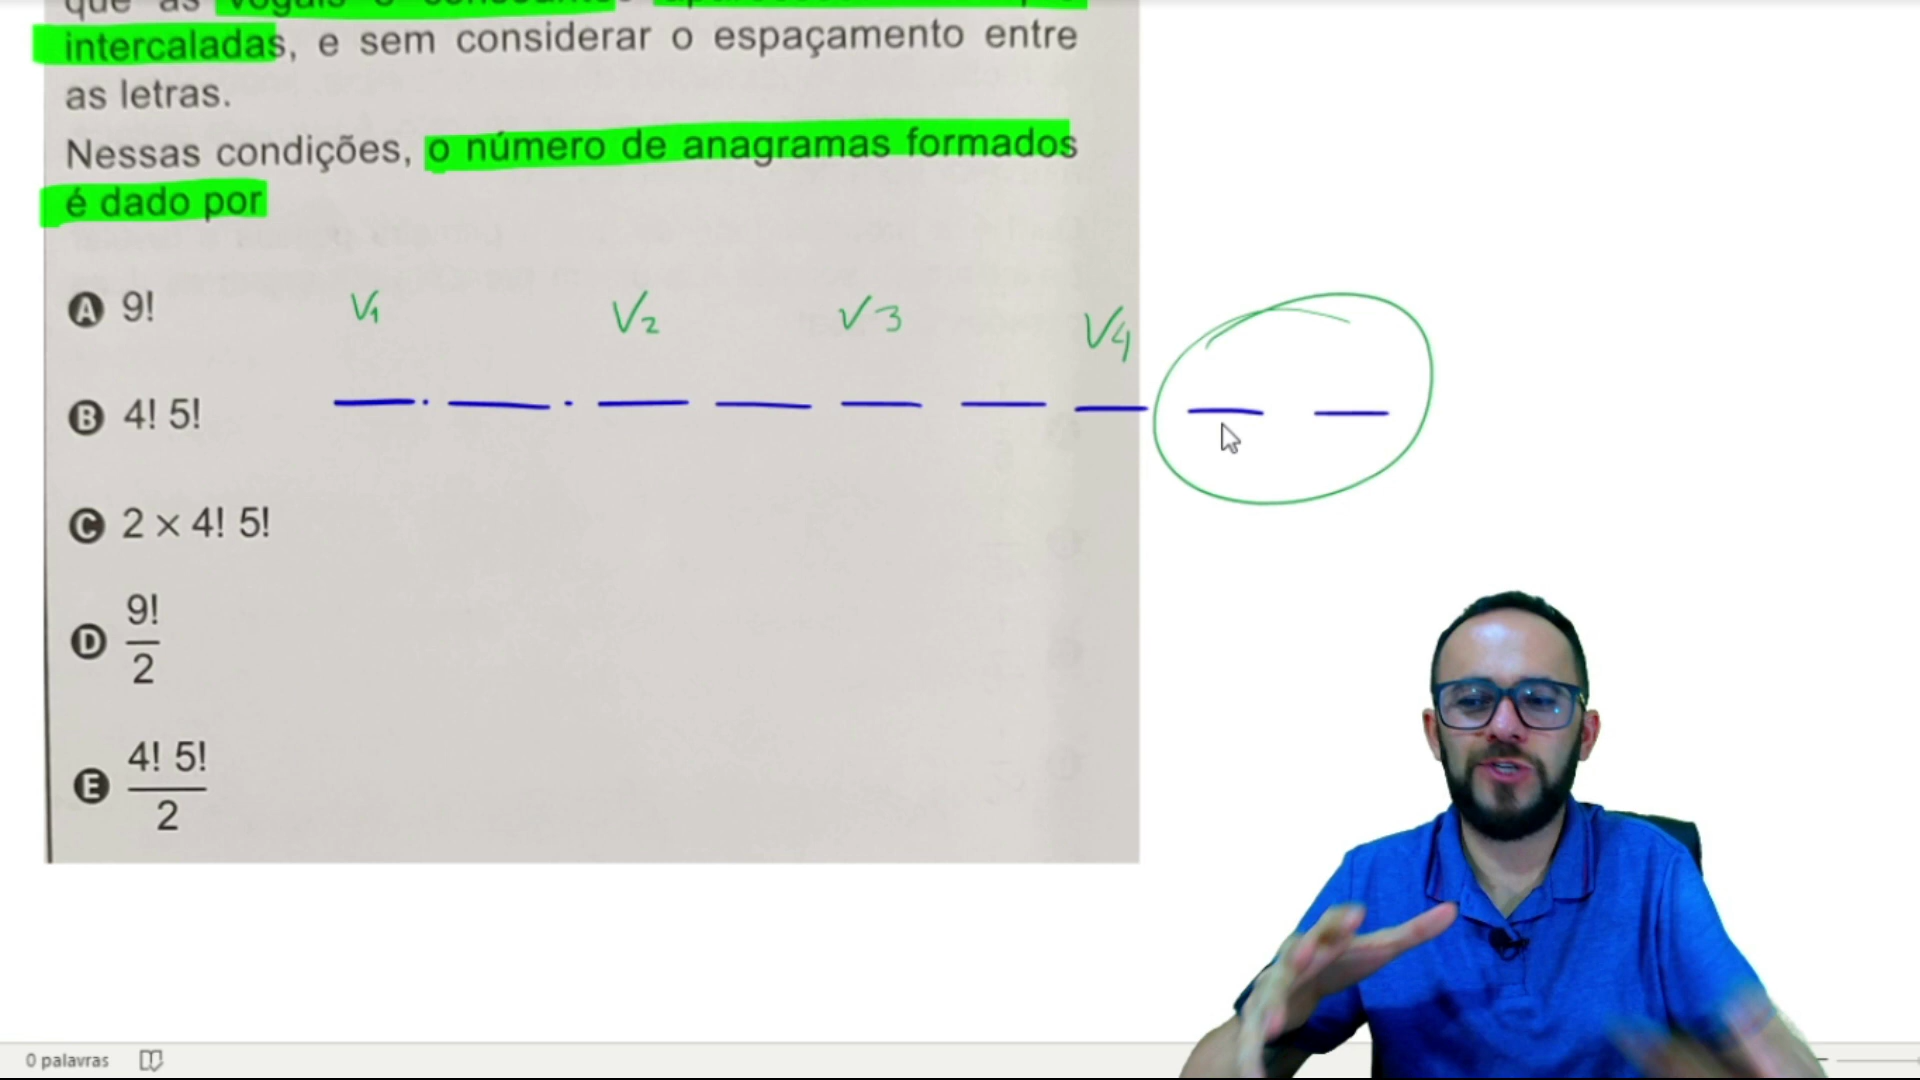 intercaladas, e sem considerar o espaçamento entre
as letras.
Nessas condições, o número de anagramas formados
é dado por
A 9!
B 4! 5!
C 2 × 4! 5!
D 9!
2
E 4! 5!
2
V1 V2 V3 V4
0 palavras